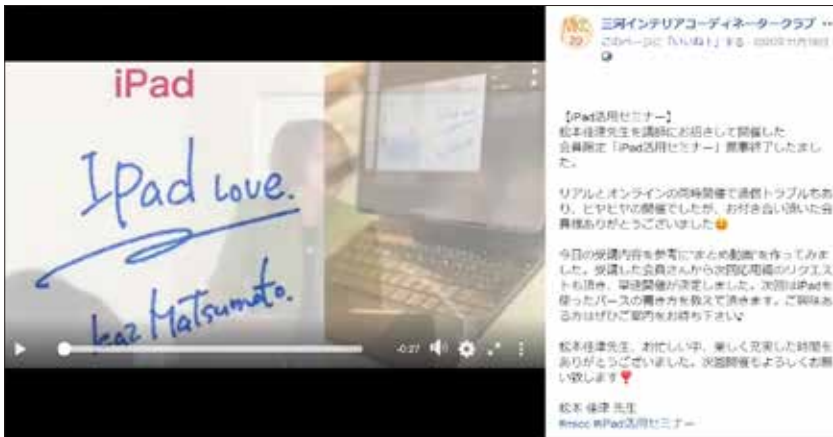 iPad
Ipad Love.
kaz Matsumoto.
-0:27
三河インテリアコーディネータークラブ
このページに「いいね！」する · 2020年11月18日
【iPad活用セミナー】
松本佳津先生を講師にお招きして開催した
会員限定「iPad活用セミナー」無事終了したまし
た。
リアルとオンラインの同時開催で通信トラブルもあ
り、ヒヤヒヤの開催でしたが、お付き合い頂いた会
員様ありがとうございました😃
今日の受講内容を参考に"まとめ動画"を作ってみま
した。受講した会員さんから次回応用編のリクエス
トも頂き、早速開催が決定しました。次回はiPadを
使ったパースの書き方を教えて頂きます。ご興味あ
る方はぜひご案内をお待ち下さい♪
松本佳津先生、お忙しい中、楽しく充実した時間を
ありがとうございました。次回開催もよろしくお願
い致します❣
松本 佳津 先生
#micc #iPad活用セミナー